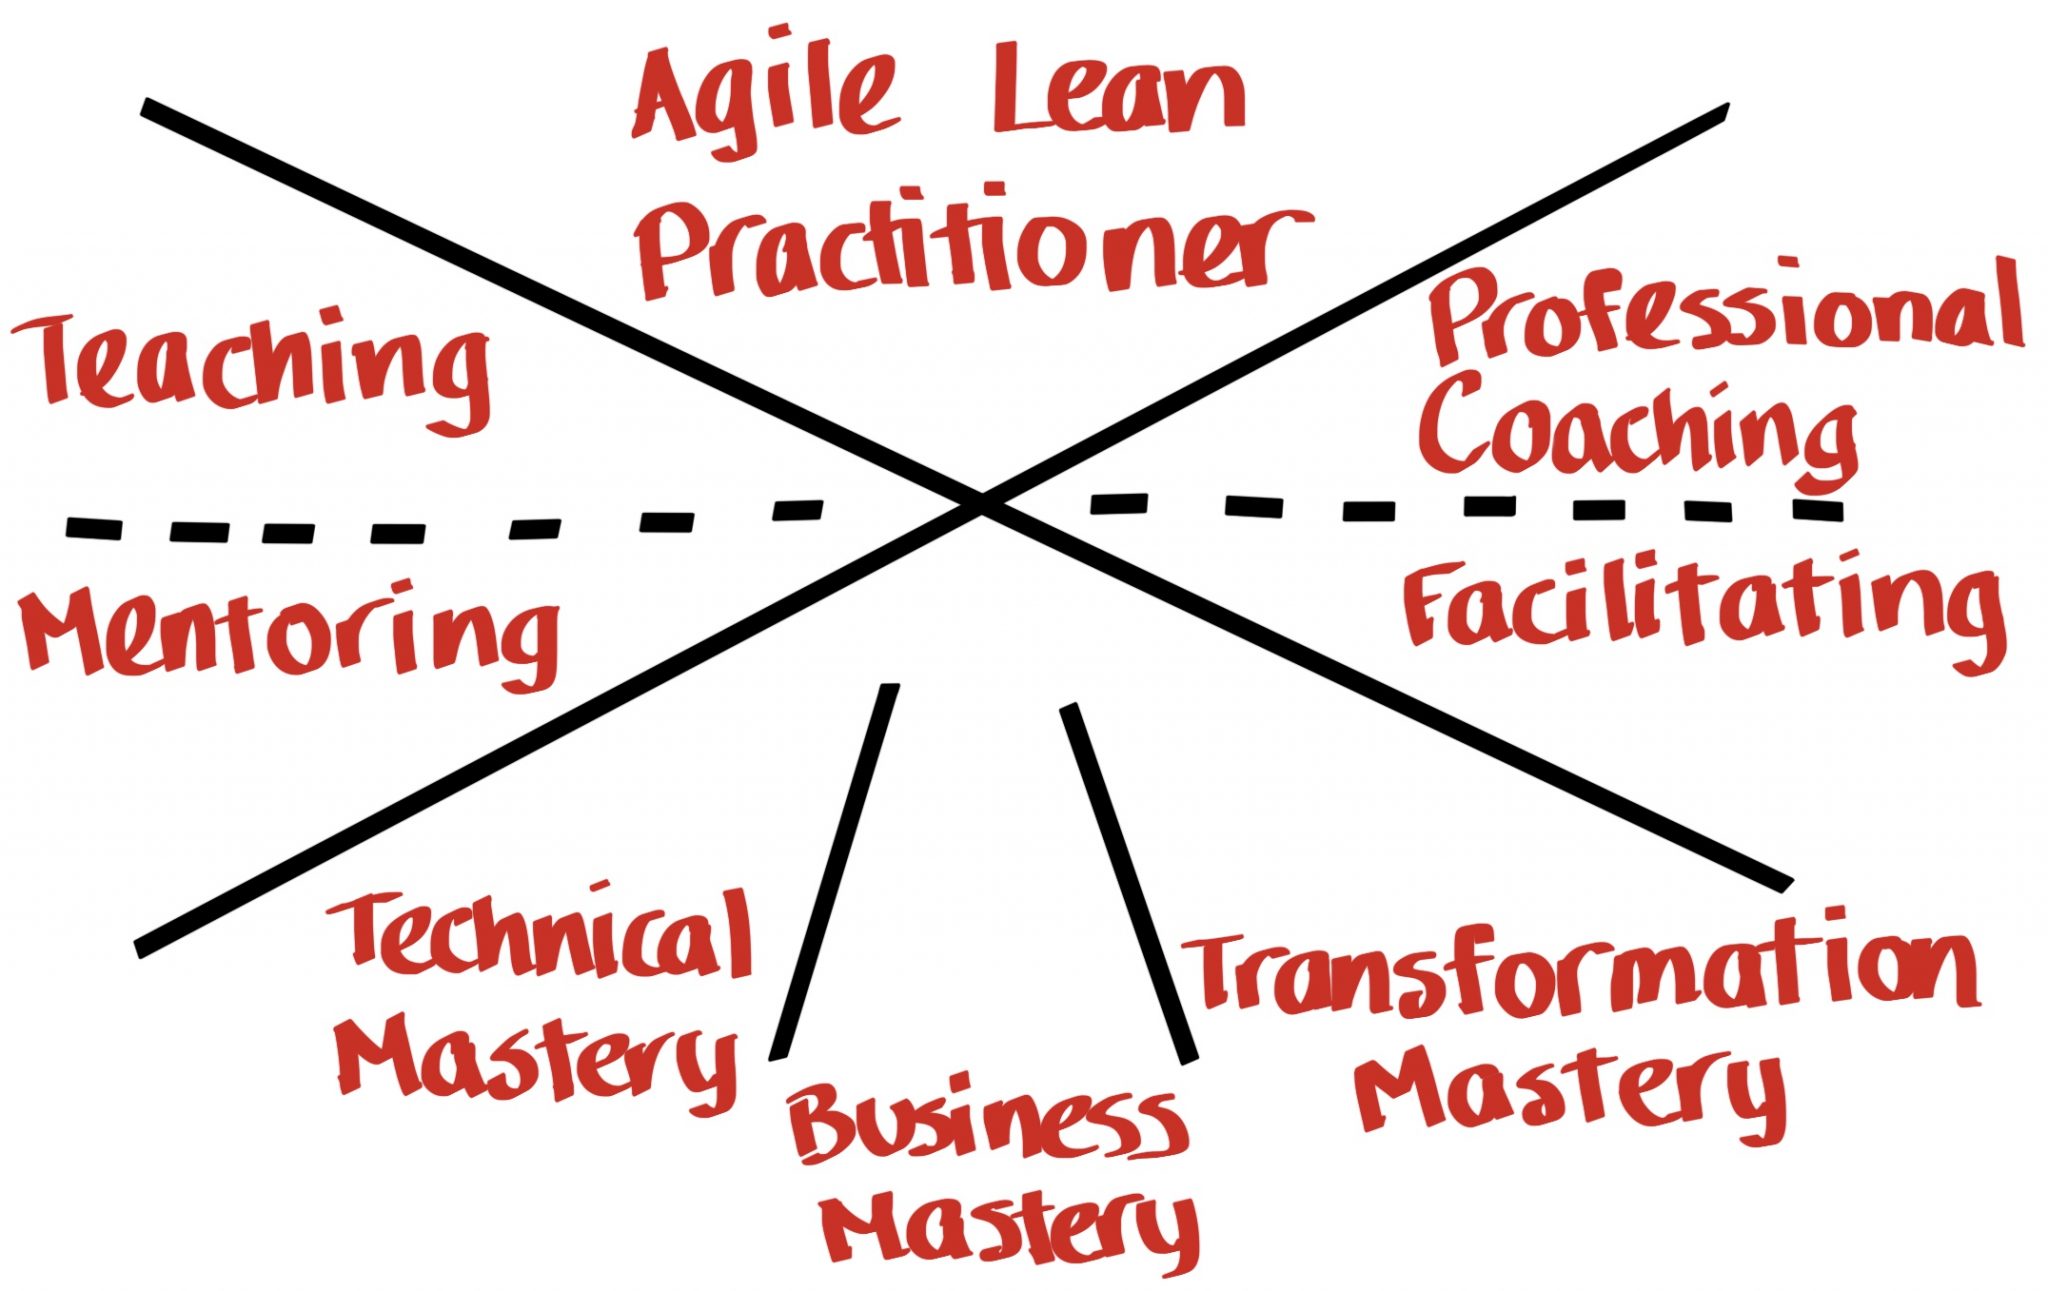 Agile Lean
Practitioner
Teaching
Professional
Coaching
Mentoring
Facilitating
Technical
Mastery
Business
Mastery
Transformation
Mastery